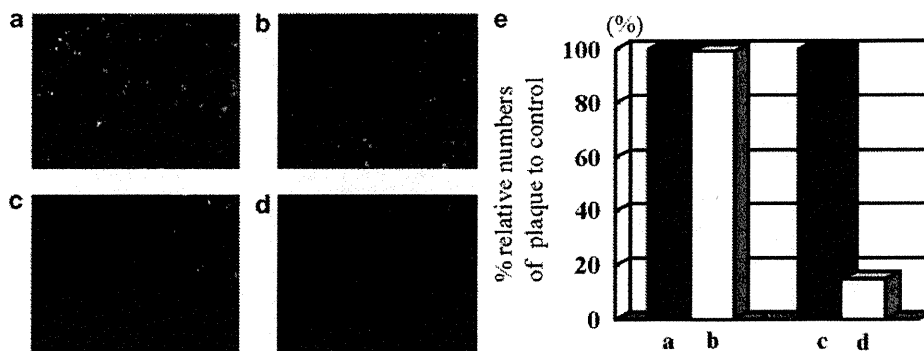 a
b
c
d
e
(%)
% relative numbers
of plaque to control
100
80
60
40
20
0
a b c d